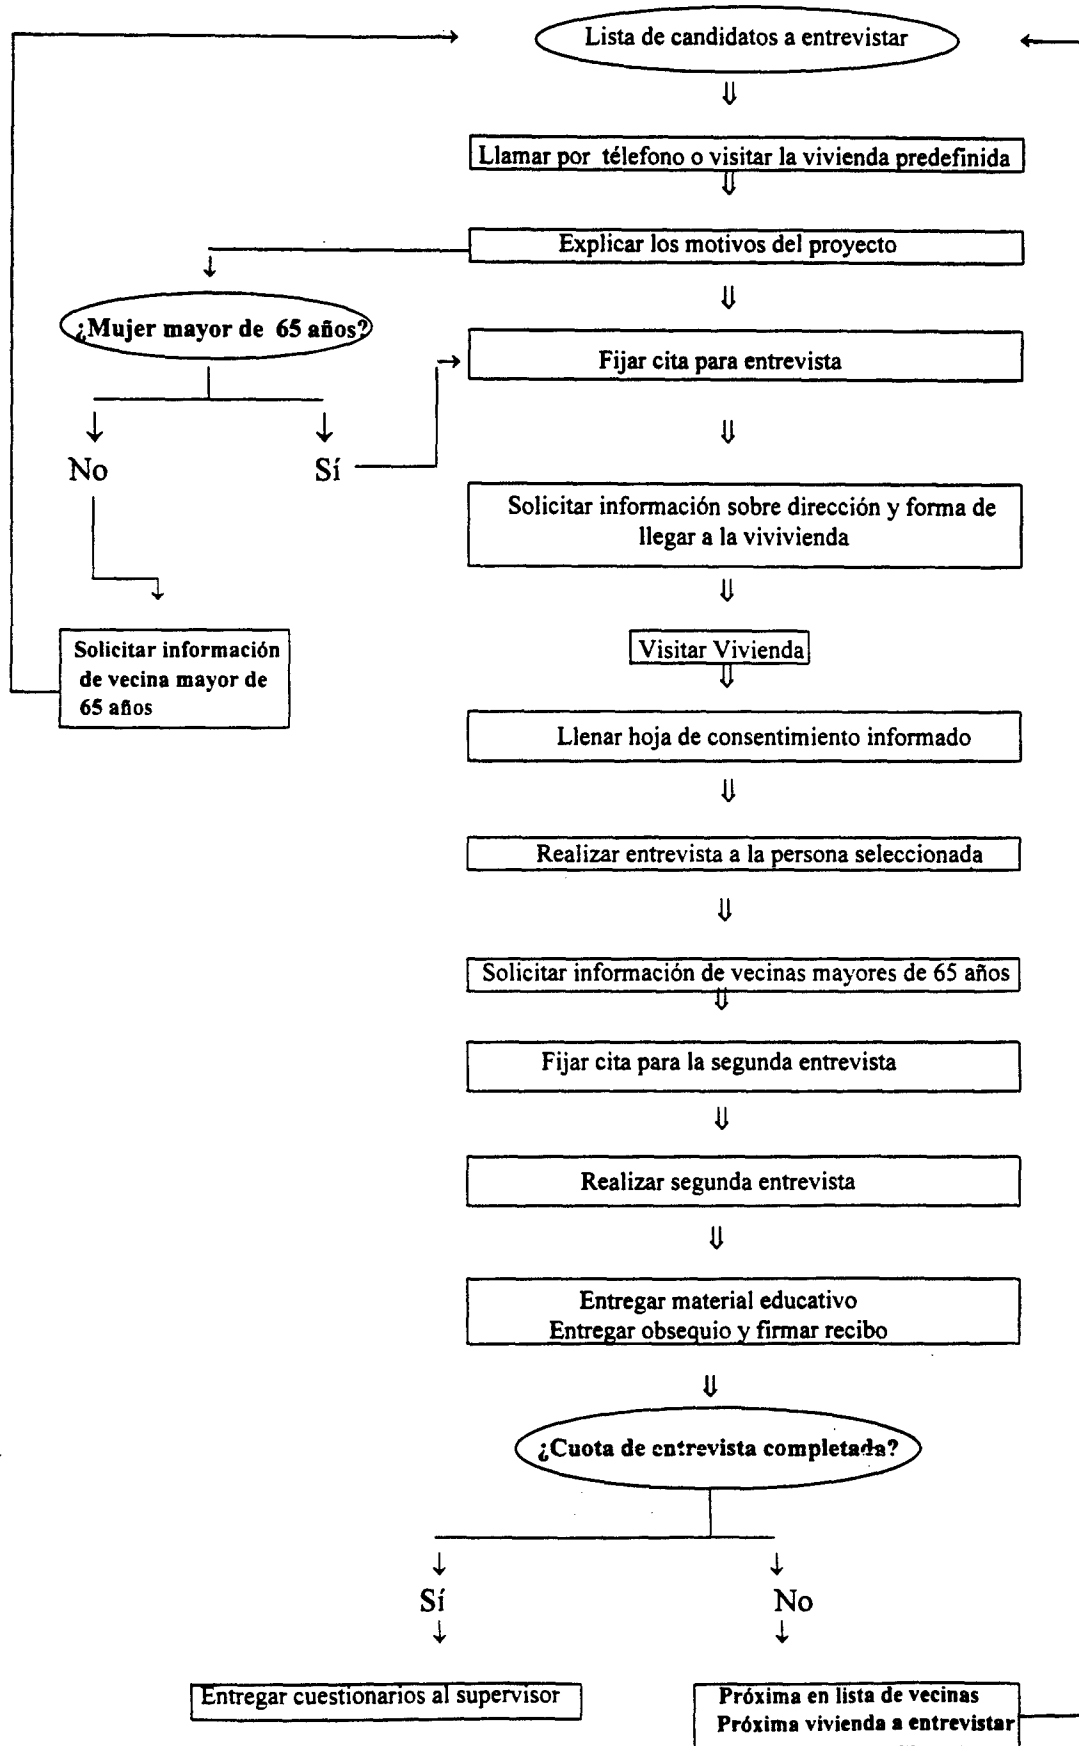 Lista de candidatos a entrevistar
Llamar por télefono o visitar la vivienda predefinida
Explicar los motivos del proyecto
¿Mujer mayor de 65 años?
Fijar cita para entrevista
No
Sí
Solicitar información sobre dirección y forma de
llegar a la vivivienda
Solicitar información
de vecina mayor de
65 años
Visitar Vivienda
Llenar hoja de consentimiento informado
Realizar entrevista a la persona seleccionada
Solicitar información de vecinas mayores de 65 años
Fijar cita para la segunda entrevista
Realizar segunda entrevista
Entregar material educativo
Entregar obsequio y firmar recibo
¿Cuota de entrevista completada?
Sí
No
Entregar cuestionarios al supervisor
Próxima en lista de vecinas
Próxima vivienda a entrevistar